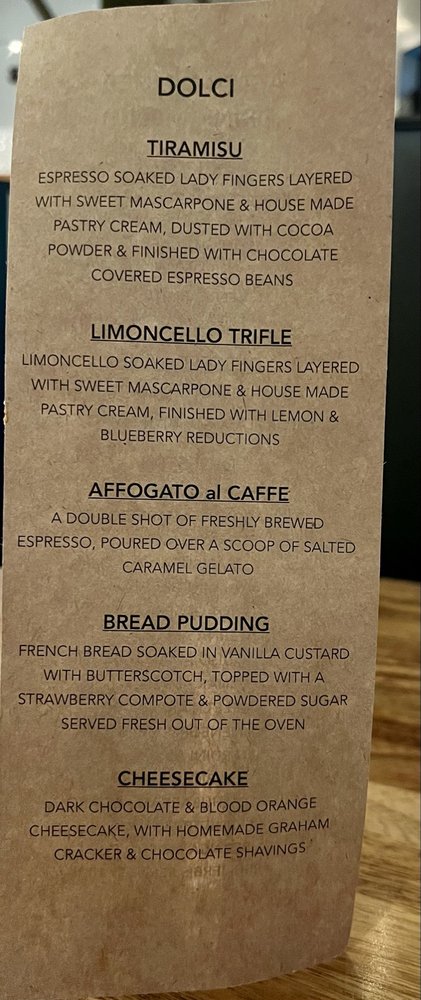 DOLCI
TIRAMISU
ESPRESSO SOAKED LADY FINGERS LAYERED
WITH SWEET MASCARPONE & HOUSE MADE
PASTRY CREAM, DUSTED WITH COCOA
POWDER & FINISHED WITH CHOCOLATE
COVERED ESPRESSO BEANS
LIMONCELLO TRIFLE
LIMONCELLO SOAKED LADY FINGERS LAYERED
WITH SWEET MASCARPONE & HOUSE MADE
PASTRY CREAM, FINISHED WITH LEMON &
BLUEBERRY REDUCTIONS
AFFOGATO al CAFFE
A DOUBLE SHOT OF FRESHLY BREWED
ESPRESSO, POURED OVER A SCOOP OF SALTED
CARAMEL GELATO
BREAD PUDDING
FRENCH BREAD SOAKED IN VANILLA CUSTARD
WITH BUTTERSCOTCH, TOPPED WITH A
STRAWBERRY COMPOTE & POWDERED SUGAR
SERVED FRESH OUT OF THE OVEN
CHEESECAKE
DARK CHOCOLATE & BLOOD ORANGE
CHEESECAKE, WITH HOMEMADE GRAHAM
CRACKER & CHOCOLATE SHAVINGS